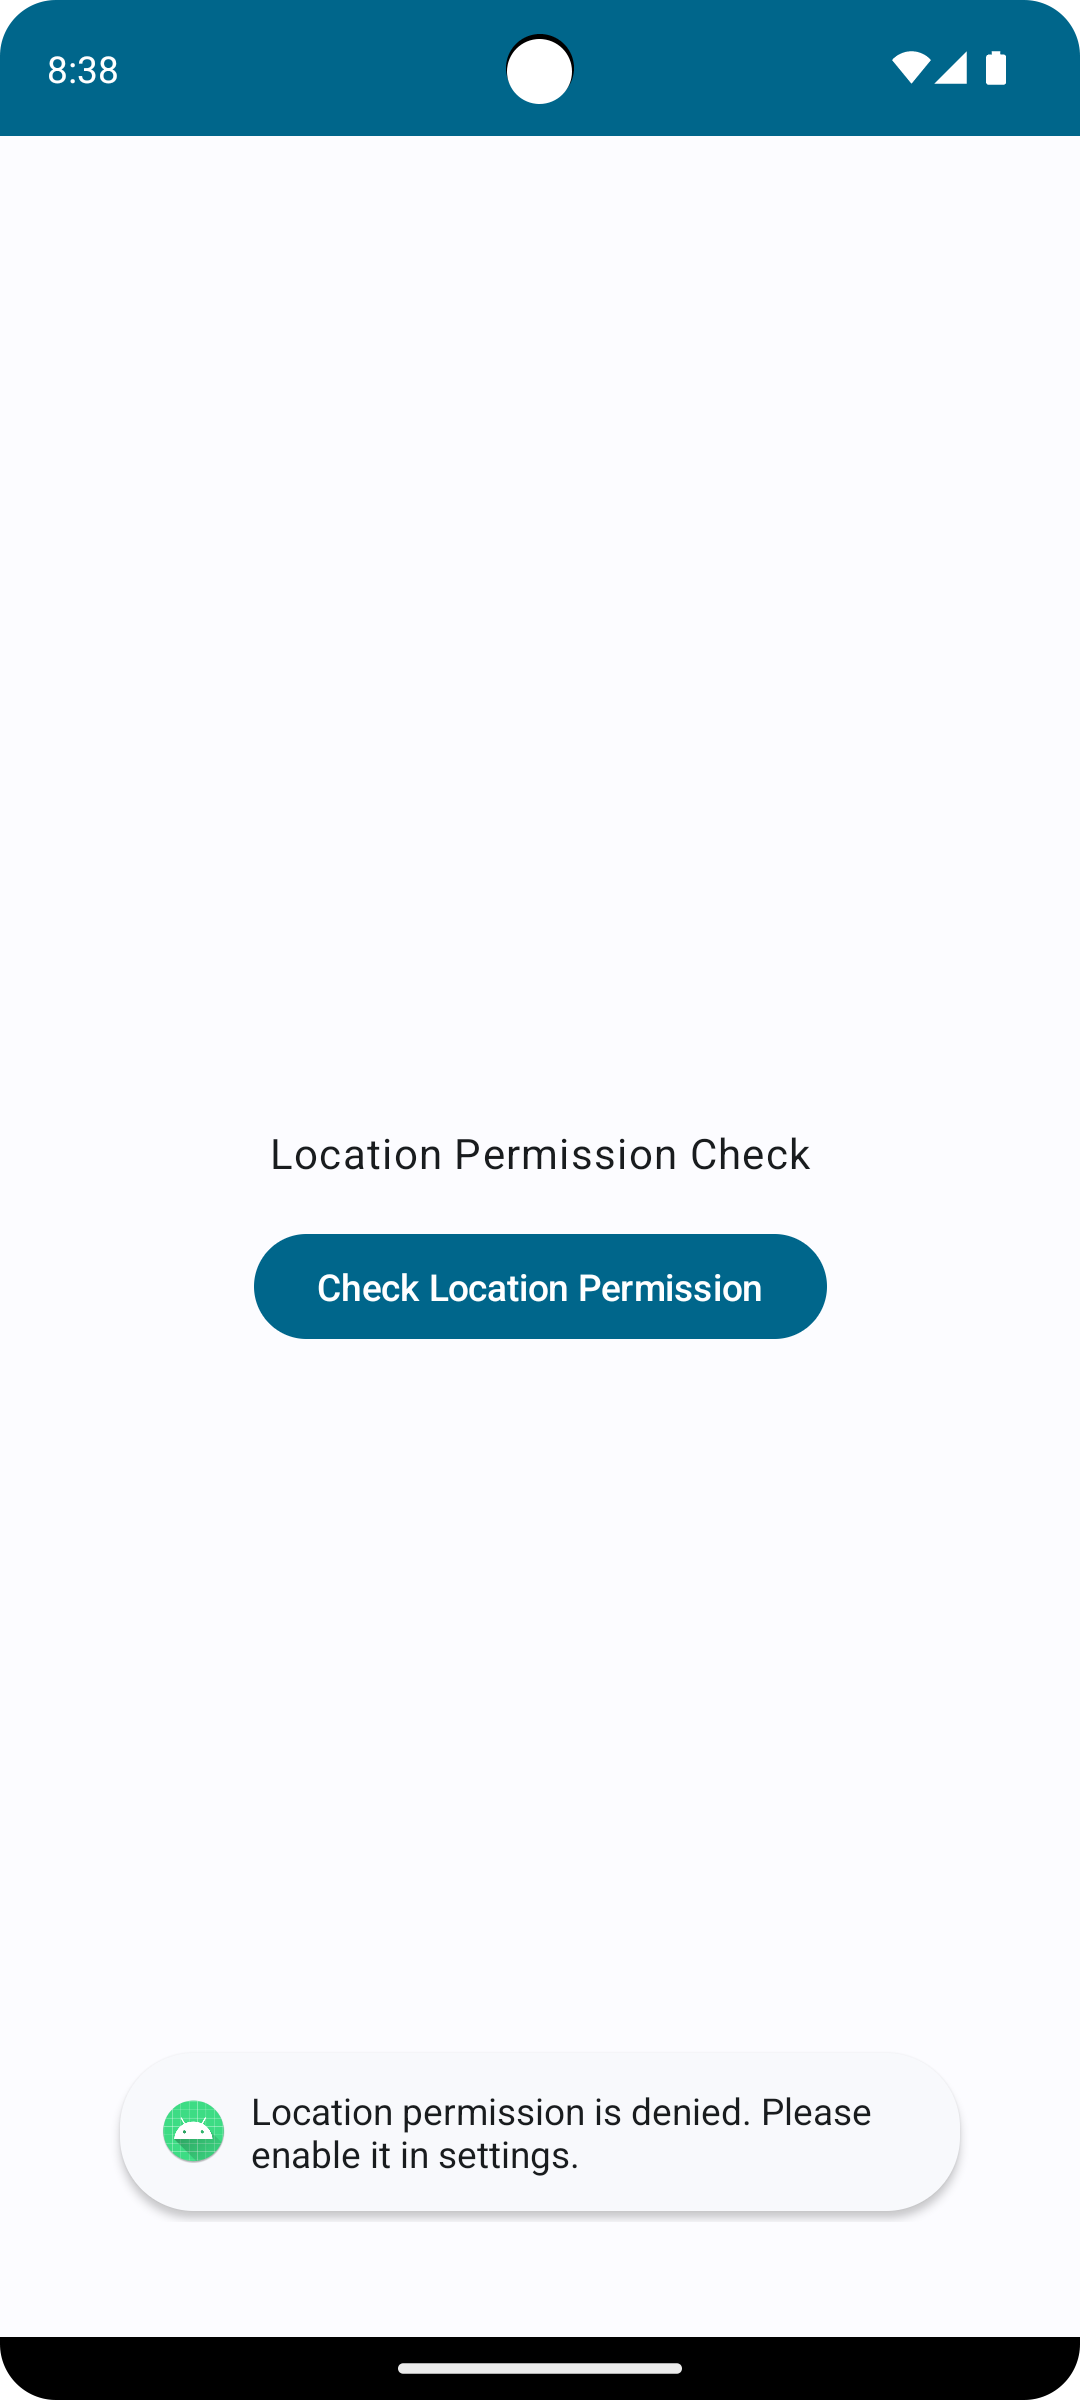 8:38
Location Permission Check
Check Location Permission
Location permission is denied. Please
enable it in settings.